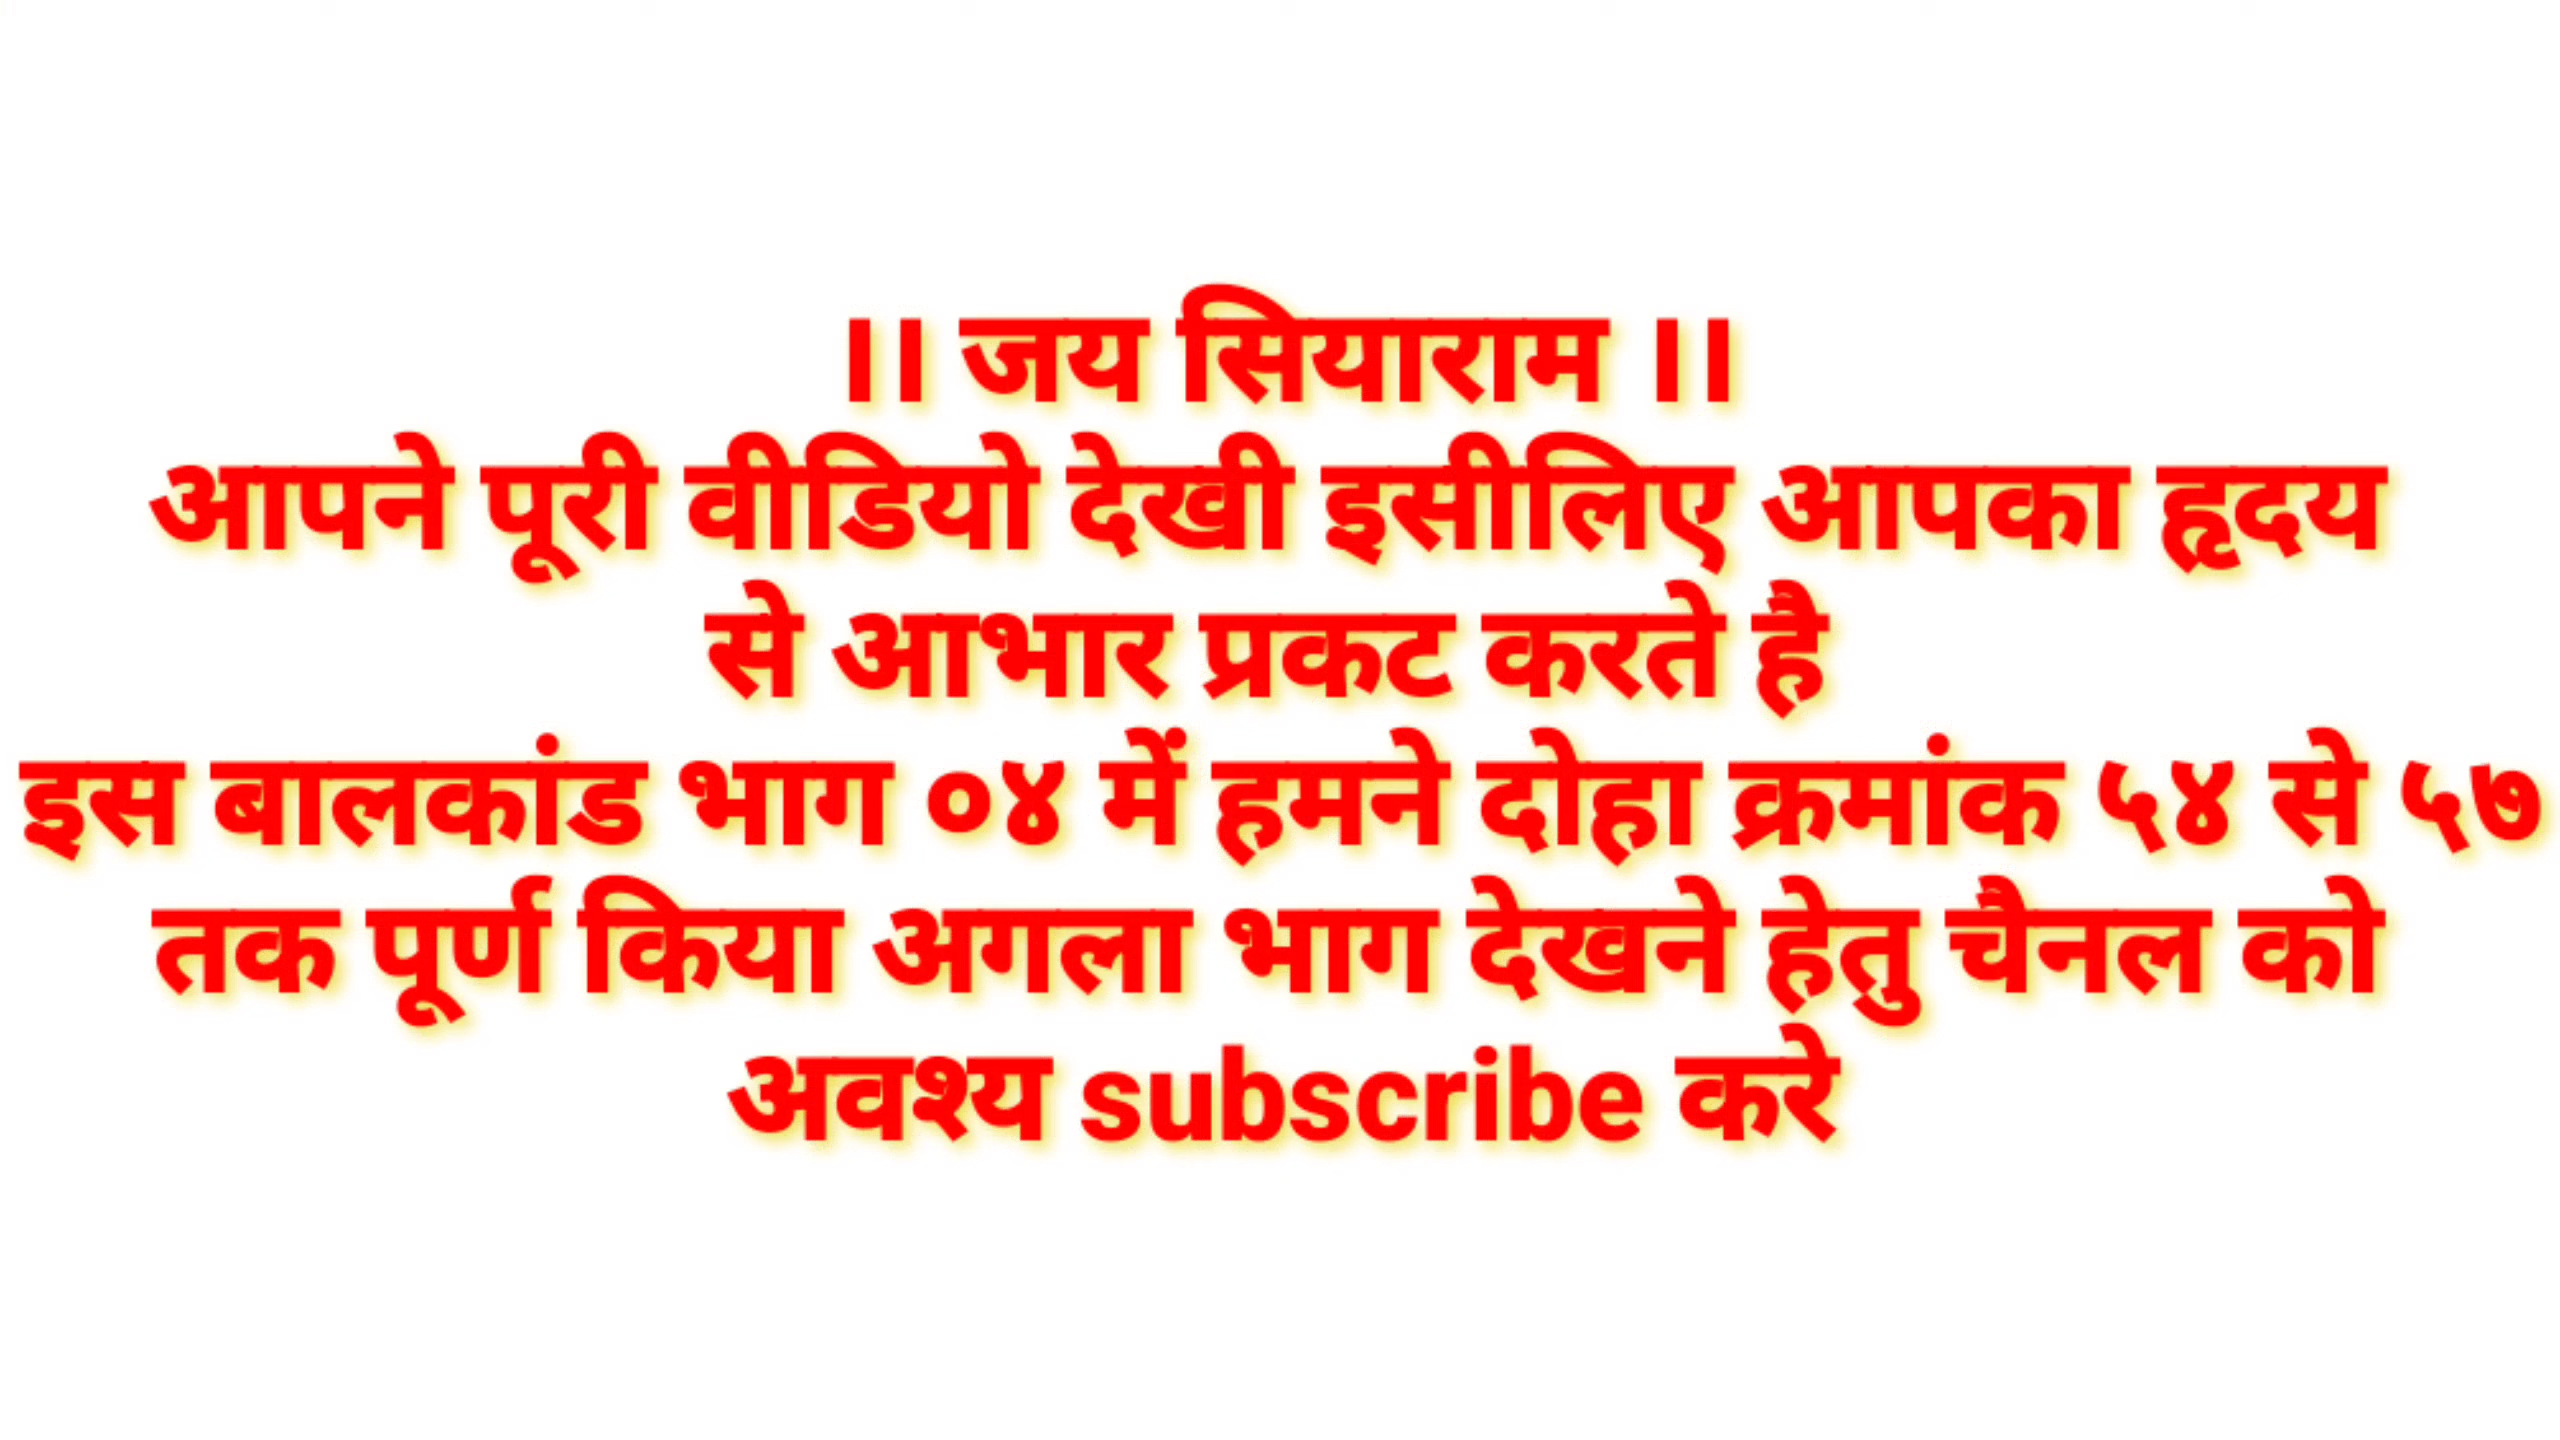 ।। जय सियाराम ।।
आपने पूरी वीडियो देखी इसीलिए आपका हृदय
से आभार प्रकट करते है
इस बालकांड भाग ०४ में हमने दोहा क्रमांक ५४ से ५७
तक पूर्ण किया अगला भाग देखने हेतु चैनल को
अवश्य subscribe करे